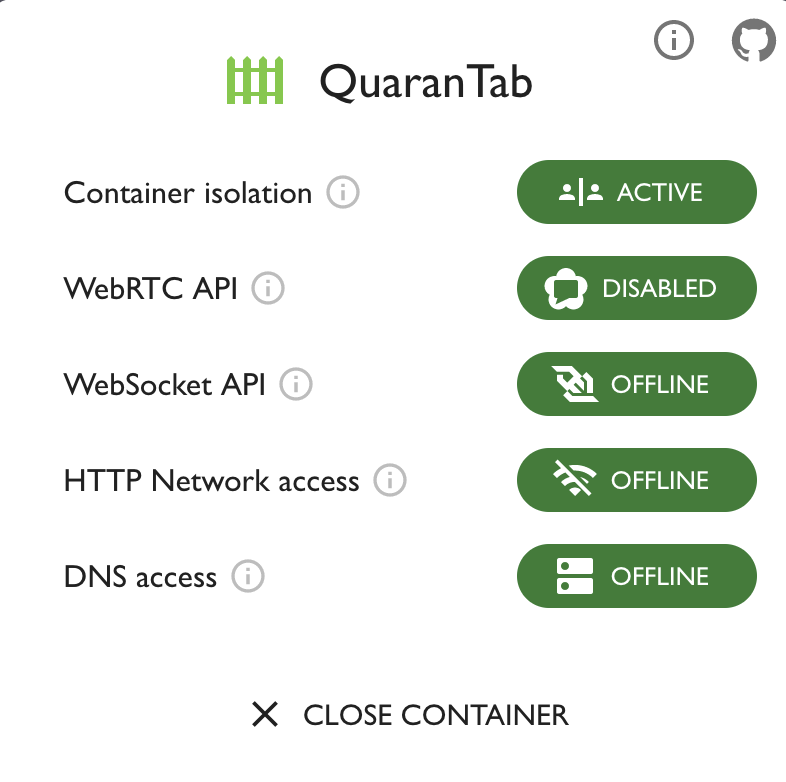 QuaranTab
Container isolation ACTIVE
WebRTC API DISABLED
WebSocket API OFFLINE
HTTP Network access OFFLINE
DNS access OFFLINE
CLOSE CONTAINER